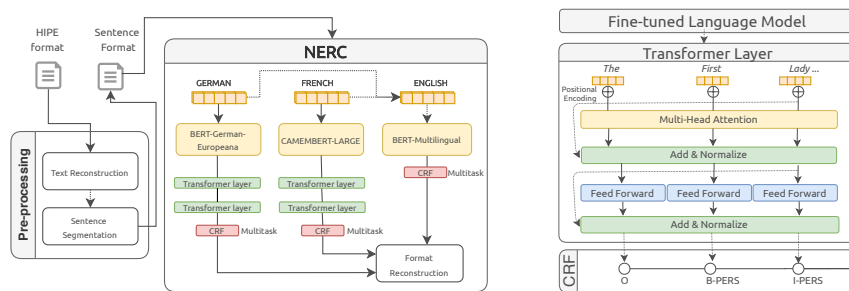 HIPE
format
Sentence
Format
Pre-processing
Text Reconstruction
Sentence
Segmentation
NERC
GERMAN
FRENCH
ENGLISH
BERT-German-
Europeana
CAMEMBERT-LARGE
BERT-Multilingual
CRF
Multitask
Transformer layer
Transformer layer
Transformer layer
Transformer layer
CRF
Multitask
CRF
Multitask
Format
Reconstruction
Fine-tuned Language Model
Transformer Layer
The
First
Lady ...
Positional
Encoding
Multi-Head Attention
Add & Normalize
Feed Forward
Feed Forward
Feed Forward
Add & Normalize
CRF
O
B-PERS
I-PERS